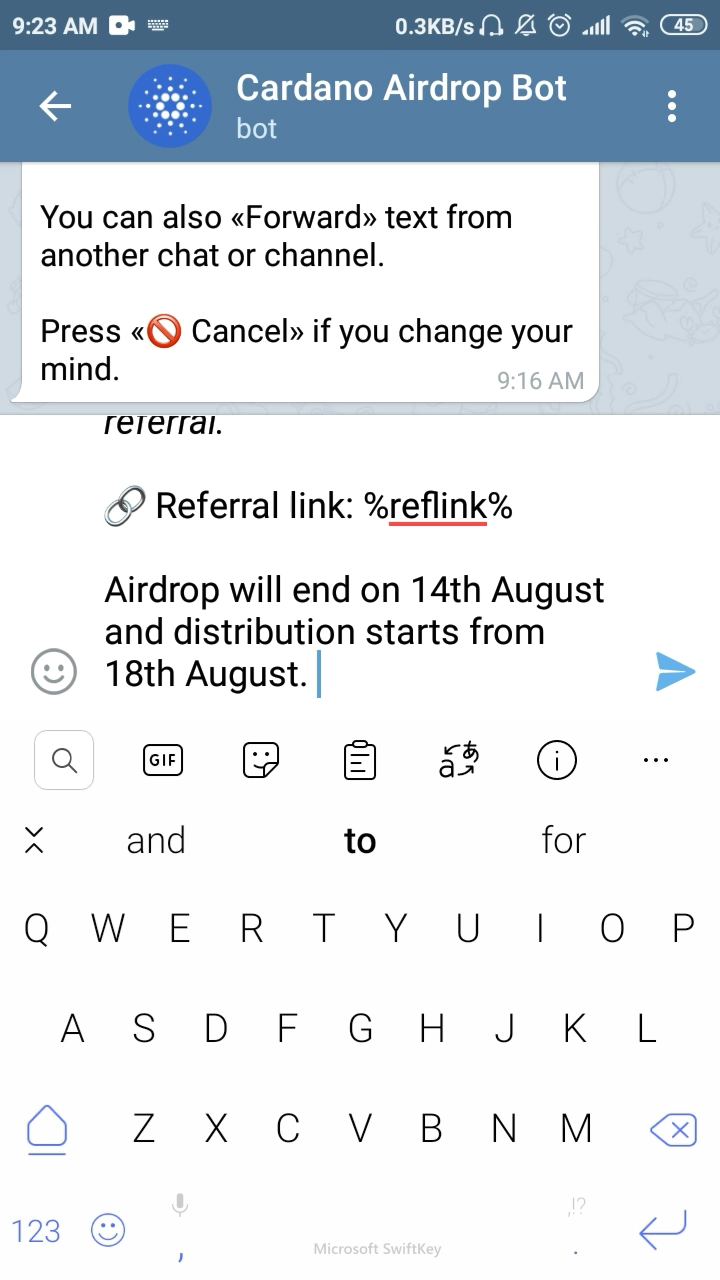 9:23 AM 0.3KB/s 45
Cardano Airdrop Bot
bot
You can also «Forward» text from
another chat or channel.
Press «🚫 Cancel» if you change your
mind.
9:16 AM
referral.
🔗 Referral link: %reflink%
Airdrop will end on 14th August
and distribution starts from
18th August.
GIF
and to for
Q W E R T Y U I O P
A S D F G H J K L
Z X C V B N M
,!?
123 , Microsoft SwiftKey .